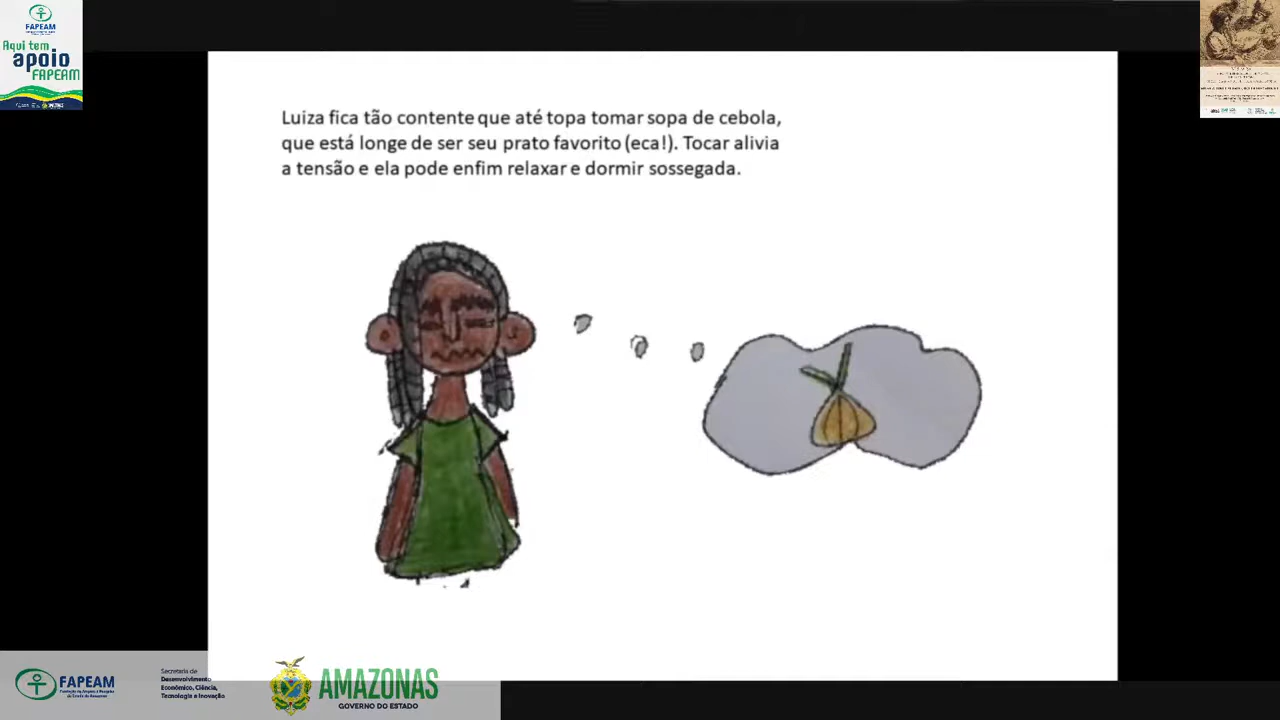 FAPEAM
Aqui tem
apoio
FAPEAM
Luiza fica tão contente que até topa tomar sopa de cebola,
que está longe de ser seu prato favorito (eca!). Tocar alivia
a tensão e ela pode enfim relaxar e dormir sossegada.
FAPEAM
Fundação de Amparo à Pesquisa
do Estado do Amazonas
Secretaria de
Desenvolvimento
Econômico, Ciência,
Tecnologia e Inovação
AMAZONAS
GOVERNO DO ESTADO